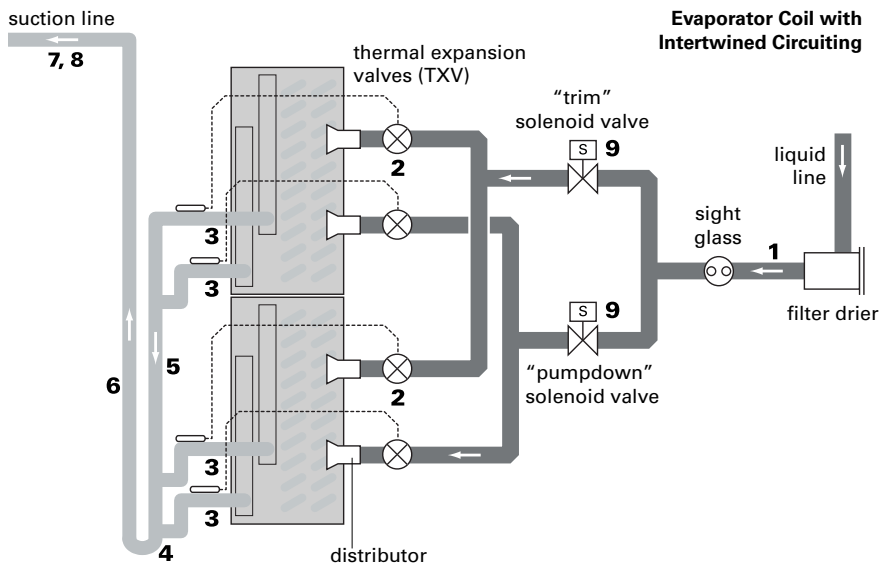 suction line
7, 8
Evaporator Coil with
Intertwined Circuiting
thermal expansion
valves (TXV)
"trim"
solenoid valve
S
9
2
liquid
line
sight
glass
1
3
filter drier
3
S
9
"pumpdown"
solenoid valve
5
6
2
3
3
4
distributor